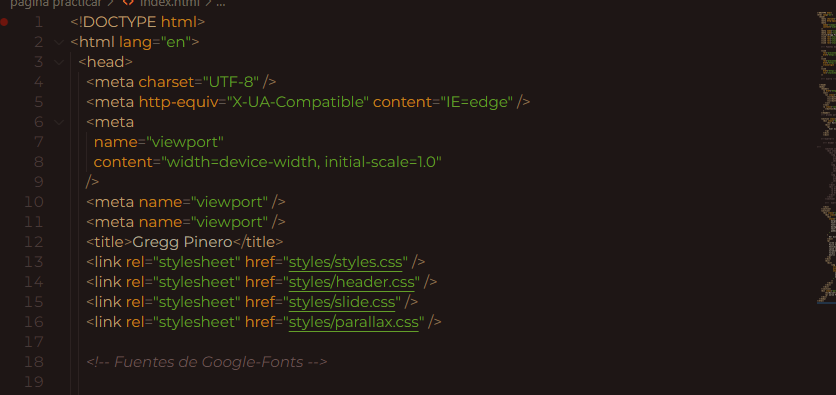 pagina practicar > <> index.html > ...
1 <!DOCTYPE html>
2 <html lang="en">
3 <head>
4 <meta charset="UTF-8" />
5 <meta http-equiv="X-UA-Compatible" content="IE=edge" />
6 <meta
7 name="viewport"
8 content="width=device-width, initial-scale=1.0"
9 />
10 <meta name="viewport" />
11 <meta name="viewport" />
12 <title>Gregg Pinero</title>
13 <link rel="stylesheet" href="styles/styles.css" />
14 <link rel="stylesheet" href="styles/header.css" />
15 <link rel="stylesheet" href="styles/slide.css" />
16 <link rel="stylesheet" href="styles/parallax.css" />
17
18 <!-- Fuentes de Google-Fonts -->
19